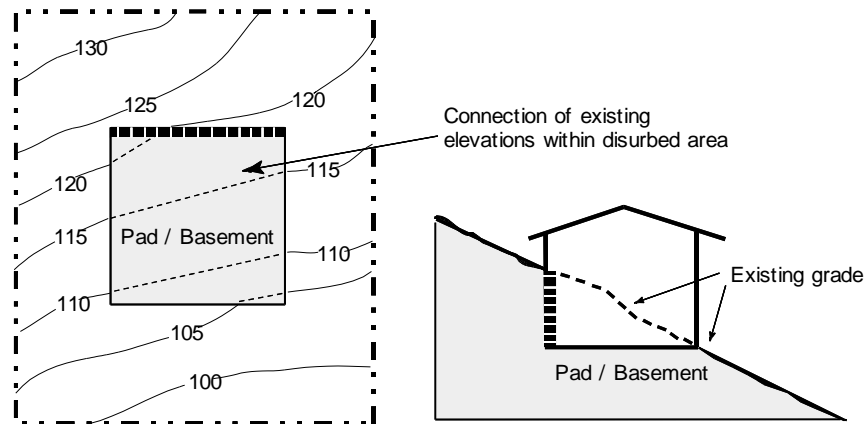 130
125
120
Connection of existing
elevations within disurbed area
115
120
115
Pad / Basement
110
110
105
100
Existing grade
Pad / Basement